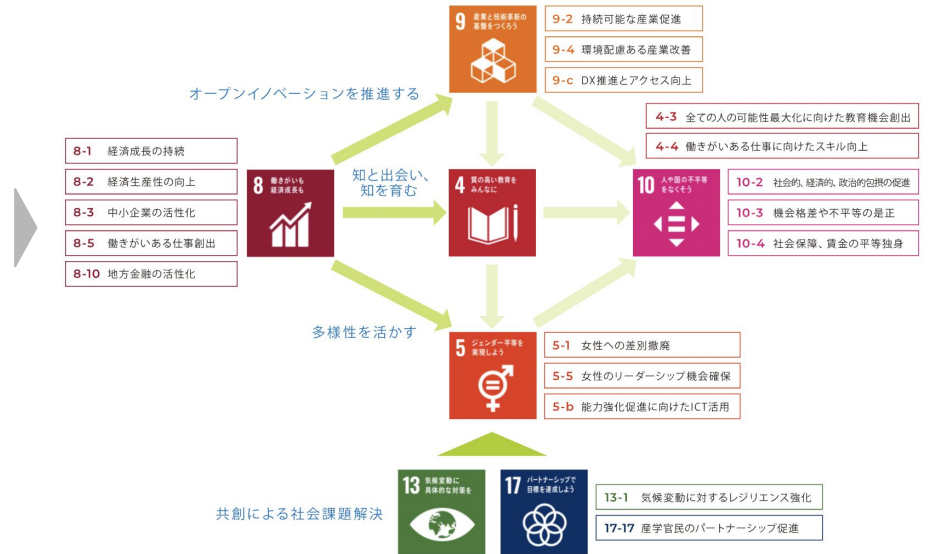 9 産業と技術革新の
基盤をつくろう
9-2 持続可能な産業促進
9-4 環境配慮ある産業改善
9-c DX推進とアクセス向上
オープンイノベーションを推進する
4-3 全ての人の可能性最大化に向けた教育機会創出
4-4 働きがいある仕事に向けたスキル向上
8-1 経済成長の持続
8-2 経済生産性の向上
8-3 中小企業の活性化
8-5 働きがいある仕事創出
8-10 地方金融の活性化
8 働きがいも
経済成長も
知と出会い、
知を育む
4 質の高い教育を
みんなに
10 人や国の不平等
をなくそう
10-2 社会的、経済的、政治的包摂の促進
10-3 機会格差や不平等の是正
10-4 社会保障、賃金の平等独身
多様性を活かす
5 ジェンダー平等を
実現しよう
5-1 女性への差別撤廃
5-5 女性のリーダーシップ機会確保
5-b 能力強化促進に向けたICT活用
共創による社会課題解決
13 気候変動に
具体的な対策を
17 パートナーシップで
目標を達成しよう
13-1 気候変動に対するレジリエンス強化
17-17 産学官民のパートナーシップ促進